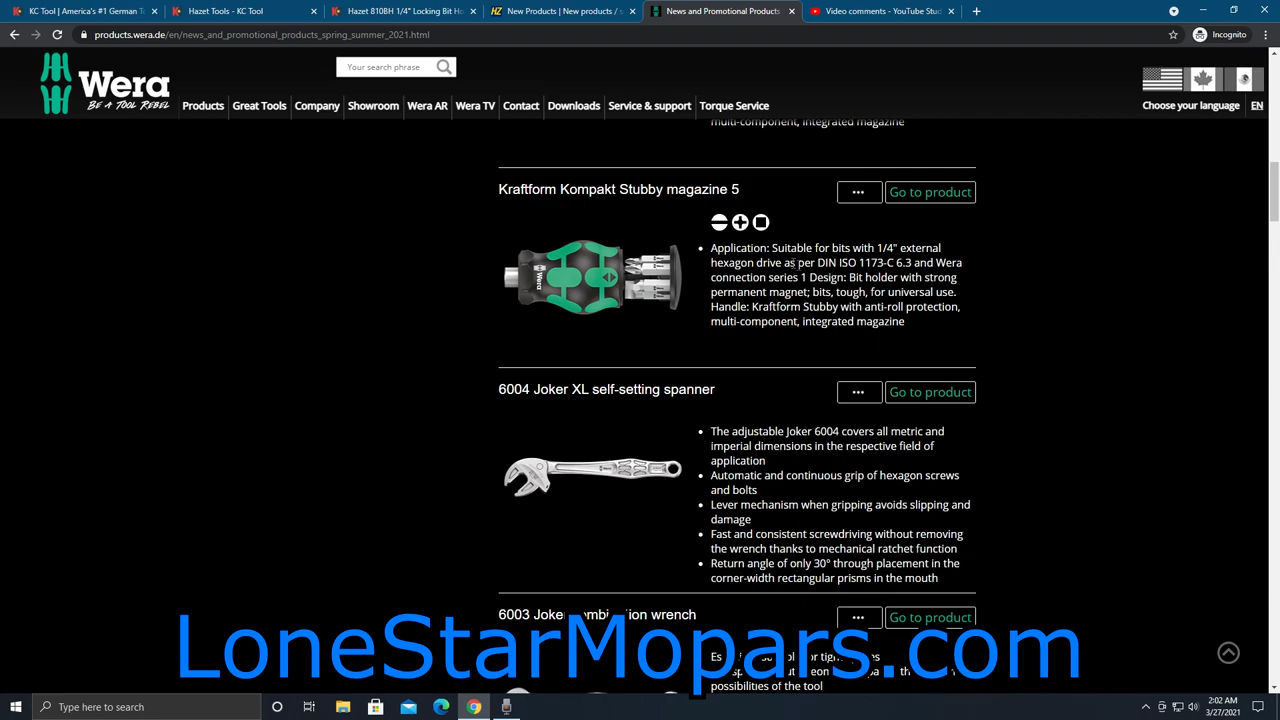 KC Tool | #1 German T
Hazet Tools - KC Tool
Hazet 810BH 1/4" Locking Bit Ho
New Products | New products / s
News and Promotional Products
Video comments - YouTube Stud
products.wera.de/en/news_and_promotional_products_spring_summer_2021.html
Incognito
Wera
BE A TOOL REBEL
Your search phrase
Products
Great Tools
Company
Showroom
Wera AR
Wera TV
Contact
Downloads
Service & support
Torque Service
Choose your language
EN
multi-component, integrated magazine
Kraftform Kompakt Stubby magazine 5
...
Go to product
Application: Suitable for bits with 1/4" external
hexagon drive as per DIN ISO 1173-C 6.3 and Wera
connection series 1 Design: Bit holder with strong
permanent magnet; bits, tough, for universal use.
Handle: Kraftform Stubby with anti-roll protection,
multi-component, integrated magazine
6004 Joker XL self-setting spanner
...
Go to product
The adjustable Joker 6004 covers all metric and
imperial dimensions in the respective field of
application
Automatic and continuous grip of hexagon screws
and bolts
Lever mechanism when gripping avoids slipping and
damage
Fast and consistent screwdriving without removing
the wrench thanks to mechanical ratchet function
Return angle of only 30° through placement in the
corner-width rectangular prisms in the mouth
6003 Joker combination wrench
...
Go to product
possibilities of the tool
LoneStarMopars.com
Type here to search
2:02 AM
3/27/2021